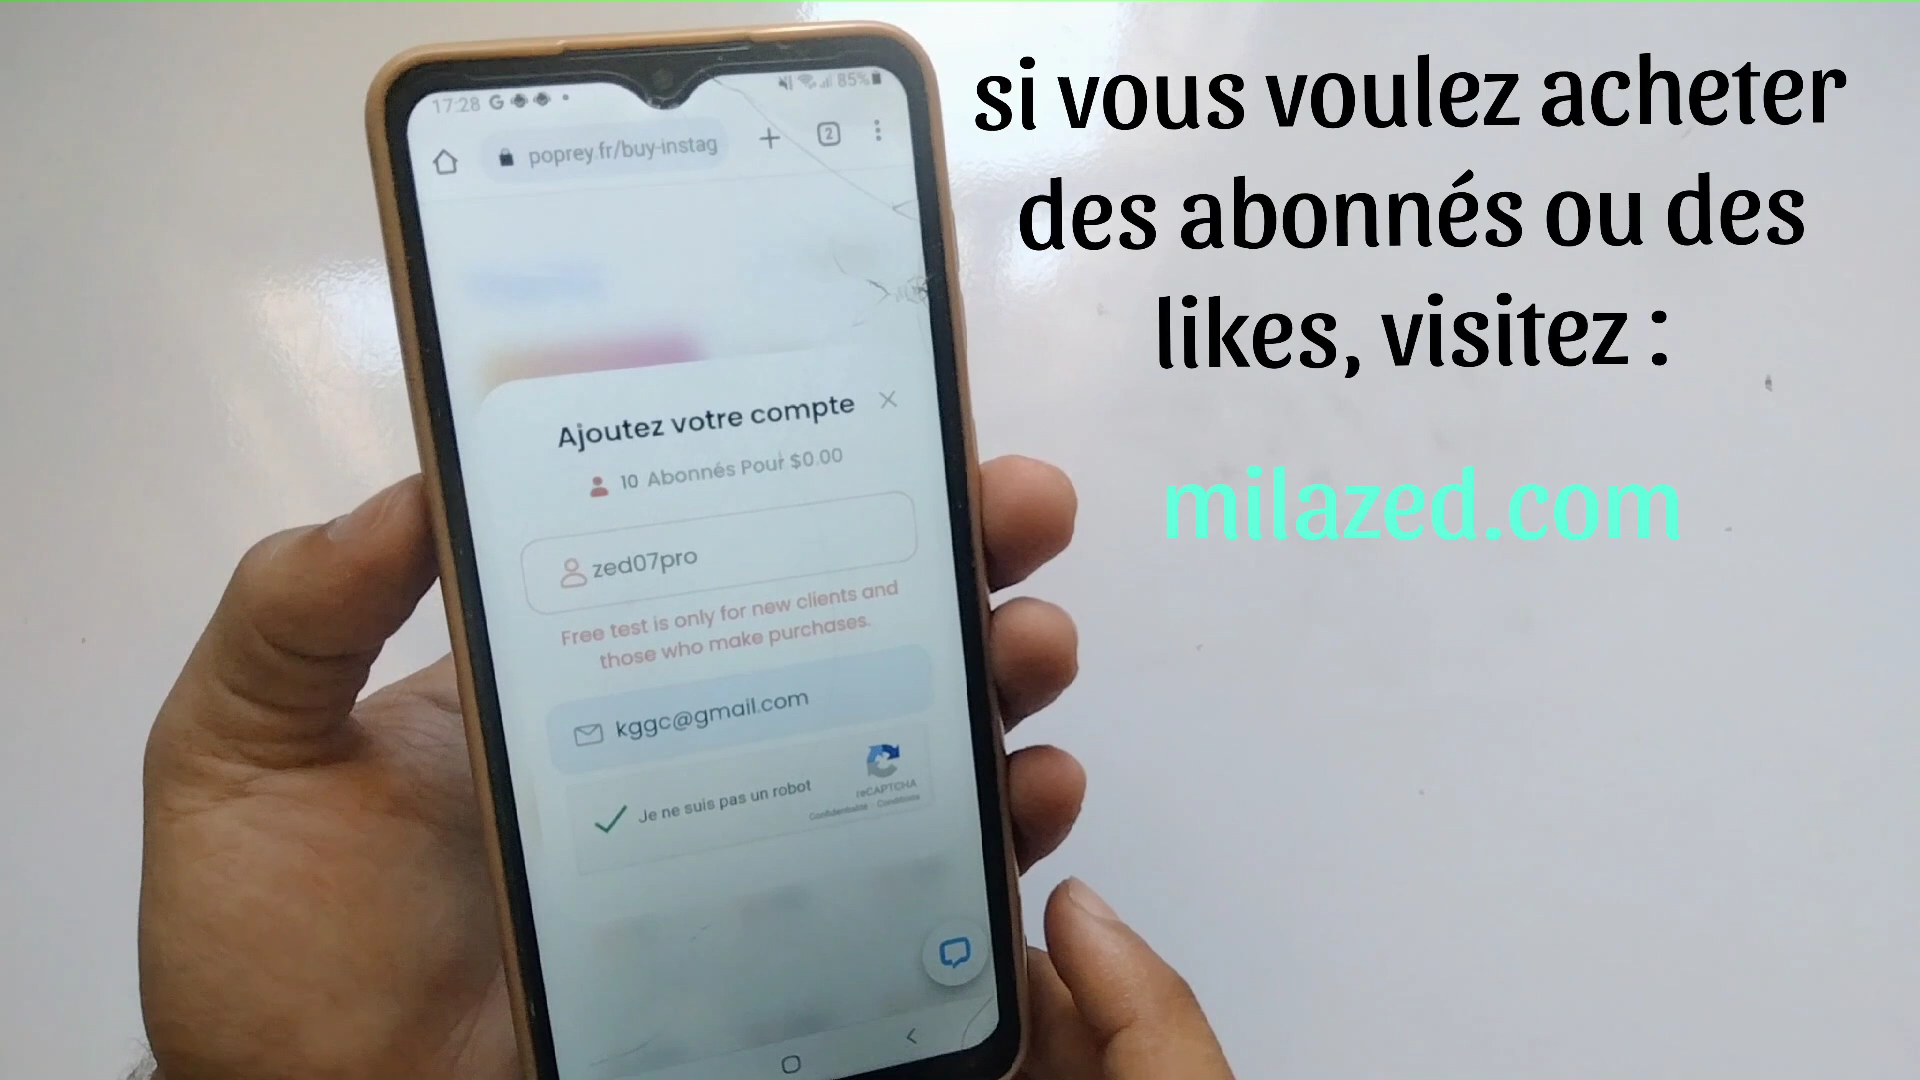 17:28
85%
poprey.fr/buy-instag
2
si vous voulez acheter
des abonnés ou des
likes, visitez :
milazed.com
Ajoutez votre compte
10 Abonnés Pour $0.00
zed07pro
Free test is only for new clients and
those who make purchases.
kggc@gmail.com
Je ne suis pas un robot
reCAPTCHA
Confidentialité - Conditions